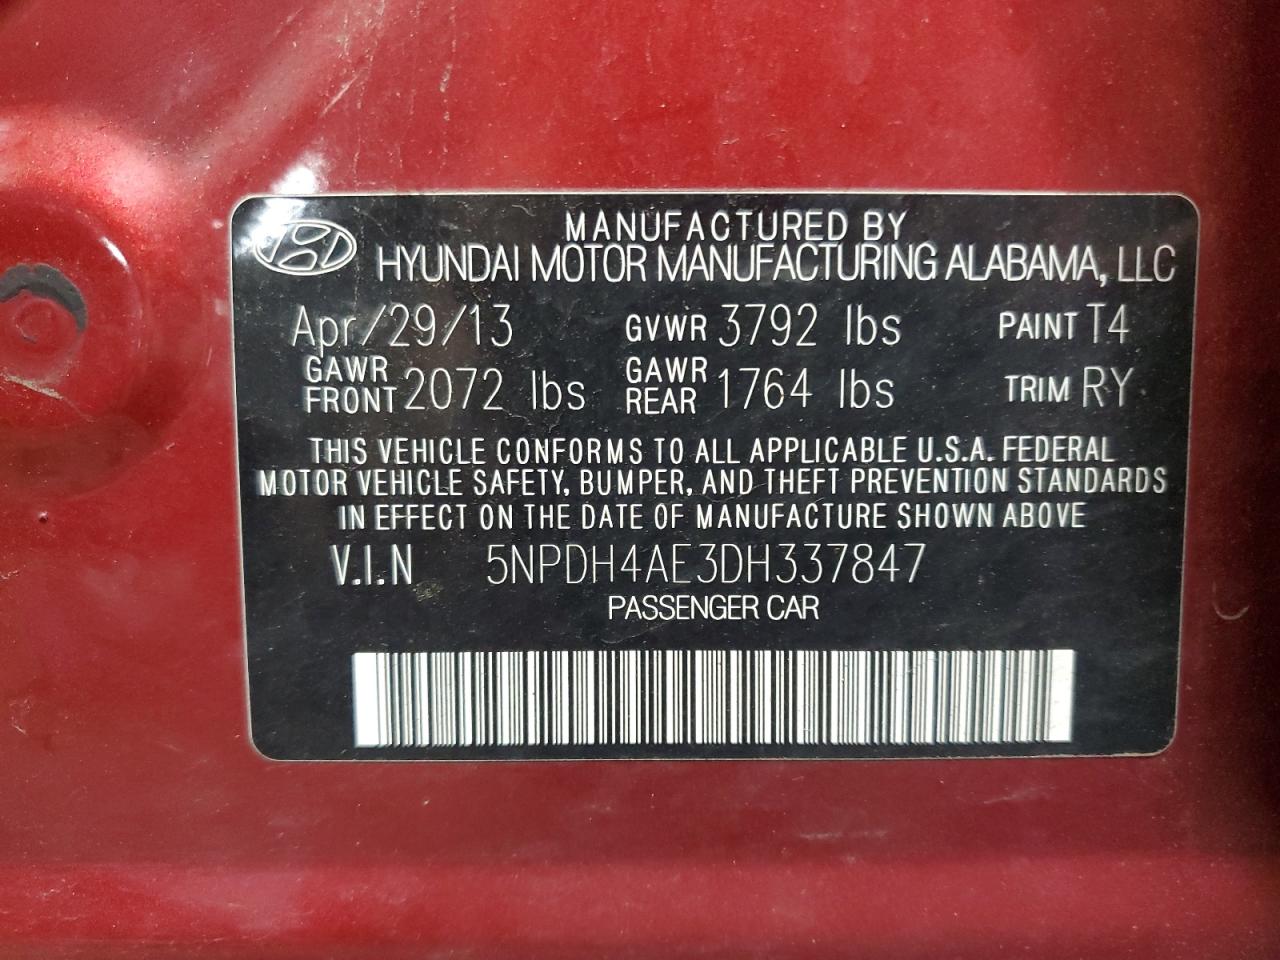 MANUFACTURED BY
HYUNDAI MOTOR MANUFACTURING ALABAMA, LLC
Apr/29/13 GVWR 3792 lbs PAINT T4
GAWR FRONT 2072 lbs GAWR REAR 1764 lbs TRIM RY
THIS VEHICLE CONFORMS TO ALL APPLICABLE U.S.A. FEDERAL
MOTOR VEHICLE SAFETY, BUMPER, AND THEFT PREVENTION STANDARDS
IN EFFECT ON THE DATE OF MANUFACTURE SHOWN ABOVE
V.I.N 5NPDH4AE3DH337847
PASSENGER CAR